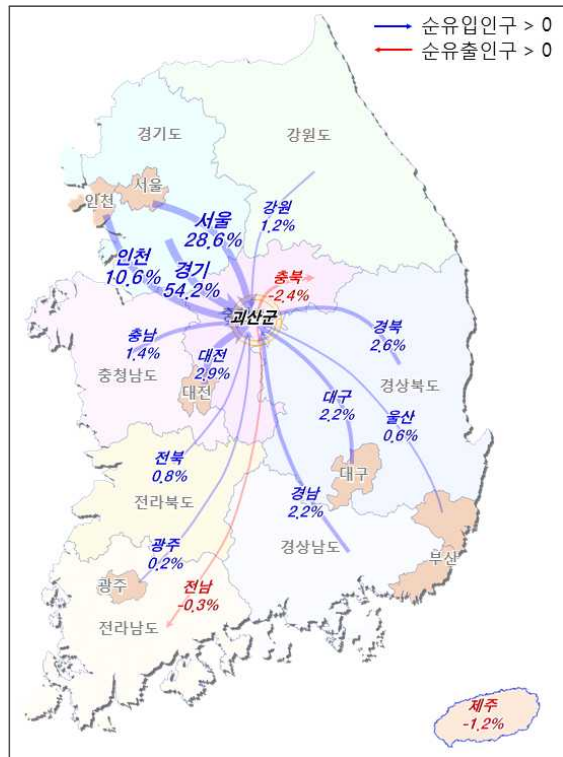 순유입인구 > 0
순유출인구 > 0
경기도
강원도
서울
인천
서울
28.6%
강원
1.2%
인천
10.6%
경기
54.2%
충북
-2.4%
괴산군
충남
1.4%
충청남도
대전
2.9%
대전
경북
2.6%
경상북도
대구
2.2%
울산
0.6%
대구
전북
0.8%
전라북도
경남
2.2%
경상남도
부산
광주
0.2%
광주
전남
-0.3%
전라남도
제주
-1.2%